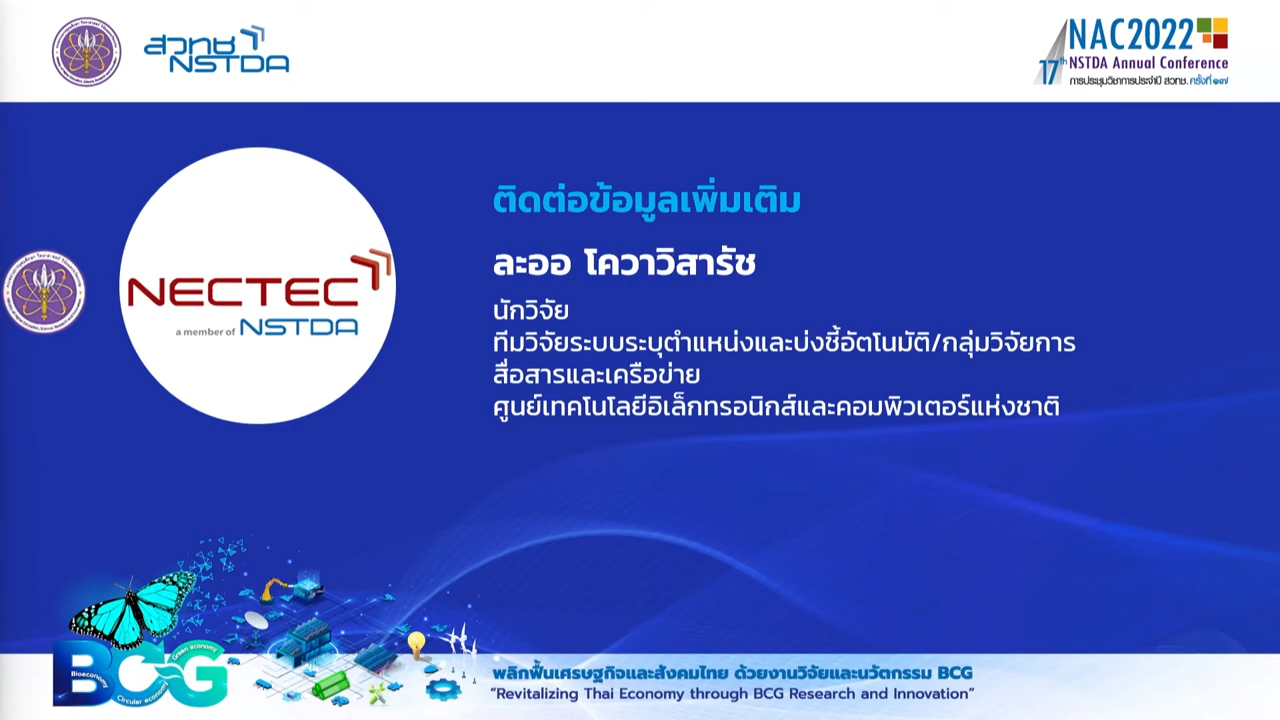 สวทช
NSTDA
NAC2022
17th NSTDA Annual Conference
การประชุมวิชาการประจำปี สวทช. ครั้งที่ ๑๗
ติดต่อข้อมูลเพิ่มเติม
ละออ โควาวิสารัช
นักวิจัย
ทีมวิจัยระบบระบุตำแหน่งและบ่งชี้อัตโนมัติ/กลุ่มวิจัยการ
สื่อสารและเครือข่าย
ศูนย์เทคโนโลยีอิเล็กทรอนิกส์และคอมพิวเตอร์แห่งชาติ
NECTEC
a member of NSTDA
BCG
Bioeconomy
Circular economy
Green economy
พลิกฟื้นเศรษฐกิจและสังคมไทย ด้วยงานวิจัยและนวัตกรรม BCG
“Revitalizing Thai Economy through BCG Research and Innovation”